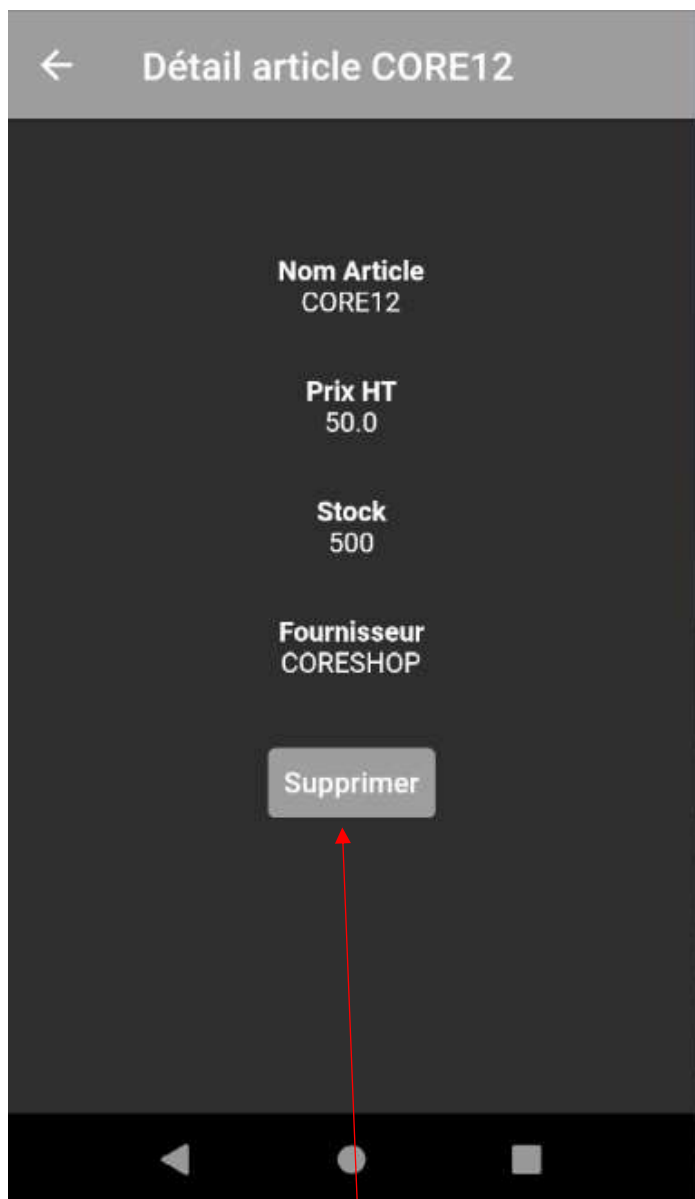 Détail article CORE12
Nom Article
CORE12
Prix HT
50.0
Stock
500
Fournisseur
CORESHOP
Supprimer